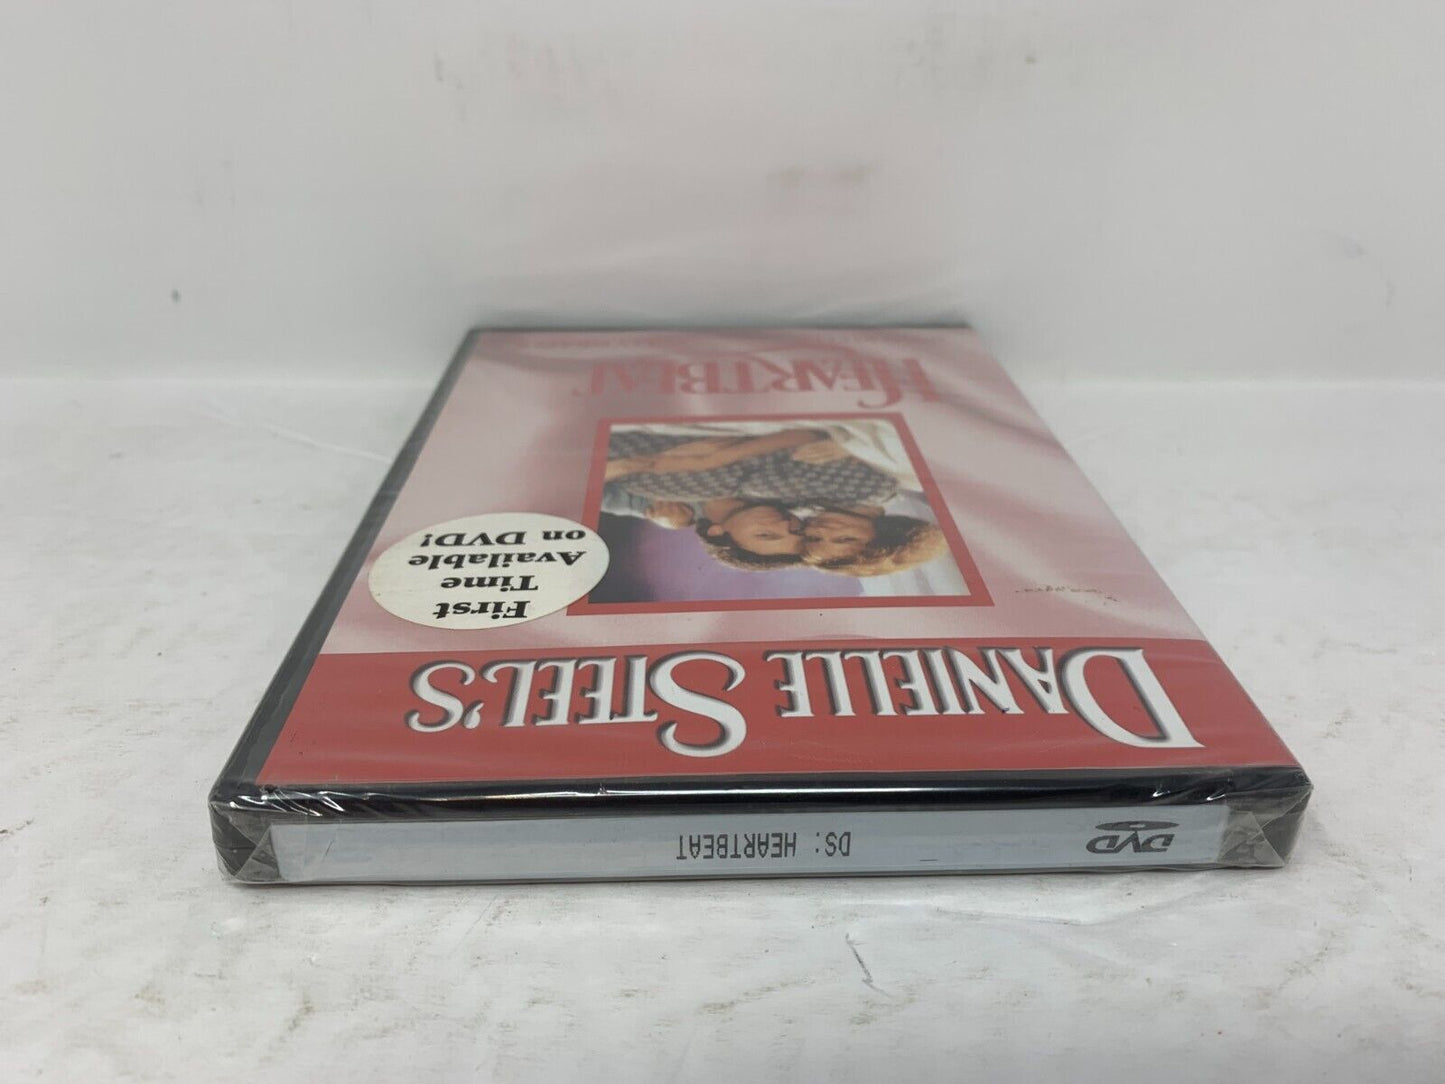 DS: HEARTBEAT
DVD
DANIELLE STEEL'S
First
Time
Available
on DVD!
HEARTBEAT